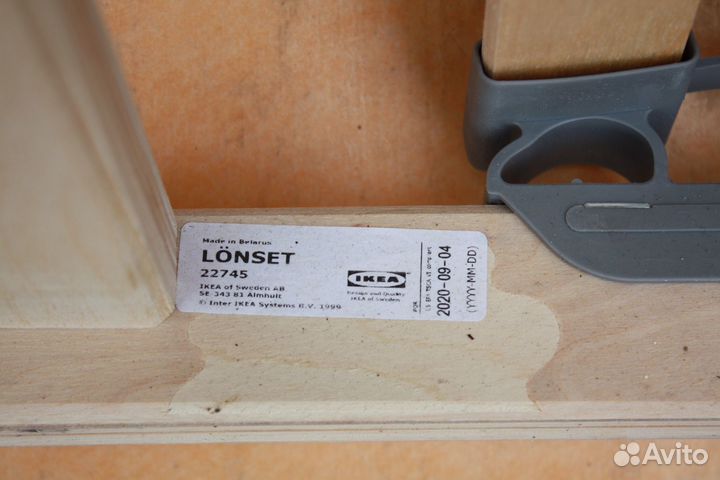 Made in Belarus
LÖNSET
22745
IKEA of Sweden AB
SE 343 81 Älmhult
© Inter IKEA Systems B.V. 1999
IKEA
Design and Quality
IKEA of Sweden
2020-09-04
(YYYY-MM-DD)
Avito